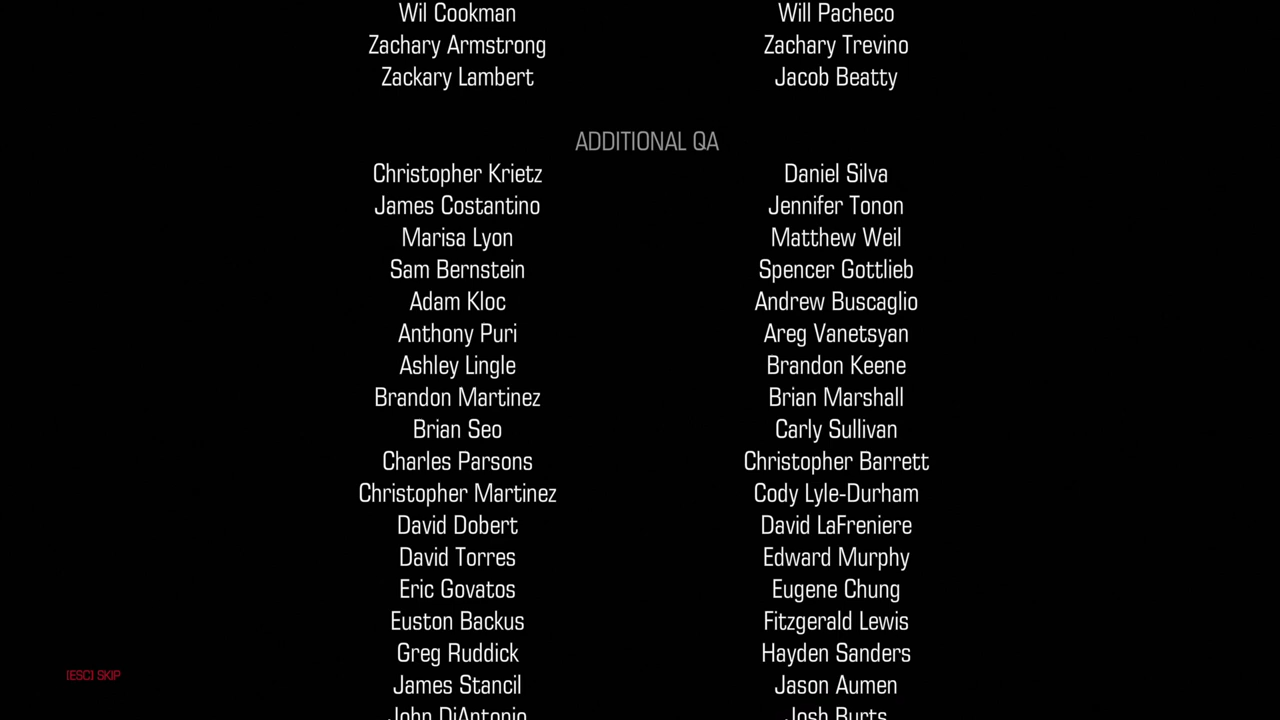 Wil Cookman Will Pacheco
Zachary Armstrong Zachary Trevino
Zackary Lambert Jacob Beatty
ADDITIONAL QA
Christopher Krietz Daniel Silva
James Costantino Jennifer Tonon
Marisa Lyon Matthew Weil
Sam Bernstein Spencer Gottlieb
Adam Kloc Andrew Buscaglio
Anthony Puri Areg Vanetsyan
Ashley Lingle Brandon Keene
Brandon Martinez Brian Marshall
Brian Seo Carly Sullivan
Charles Parsons Christopher Barrett
Christopher Martinez Cody Lyle-Durham
David Dobert David LaFreniere
David Torres Edward Murphy
Eric Govatos Eugene Chung
Euston Backus Fitzgerald Lewis
Greg Ruddick Hayden Sanders
[ESC] SKIP
James Stancil Jason Aumen
John DiAntonio Josh Burts